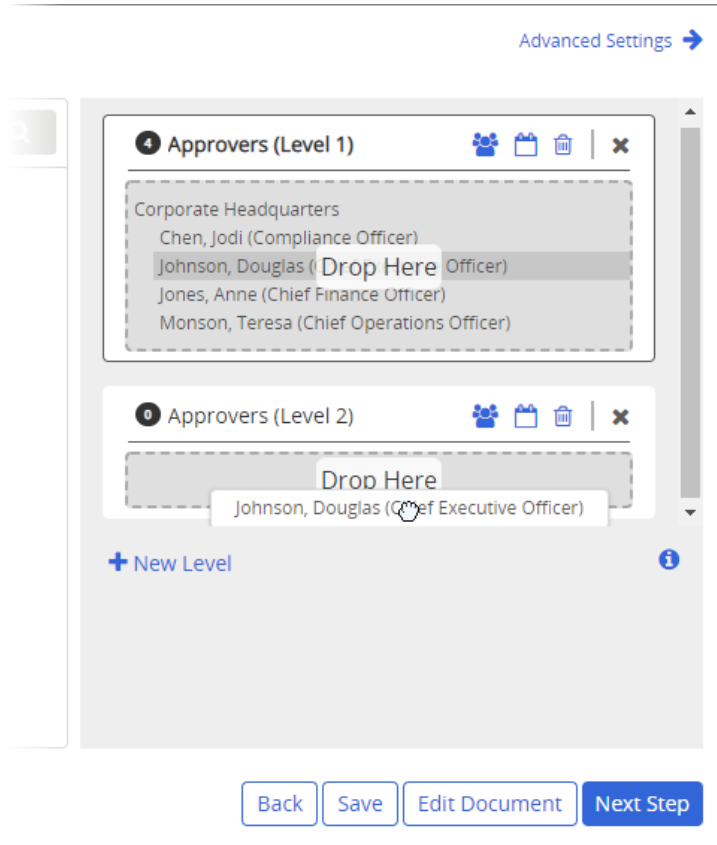 Advanced Settings
4 Approvers (Level 1)
Corporate Headquarters
Chen, Jodi (Compliance Officer)
Johnson, Douglas ( Officer)
Drop Here
Jones, Anne (Chief Finance Officer)
Monson, Teresa (Chief Operations Officer)
0 Approvers (Level 2)
Drop Here
Johnson, Douglas (Chief Executive Officer)
New Level
Back Save Edit Document Next Step